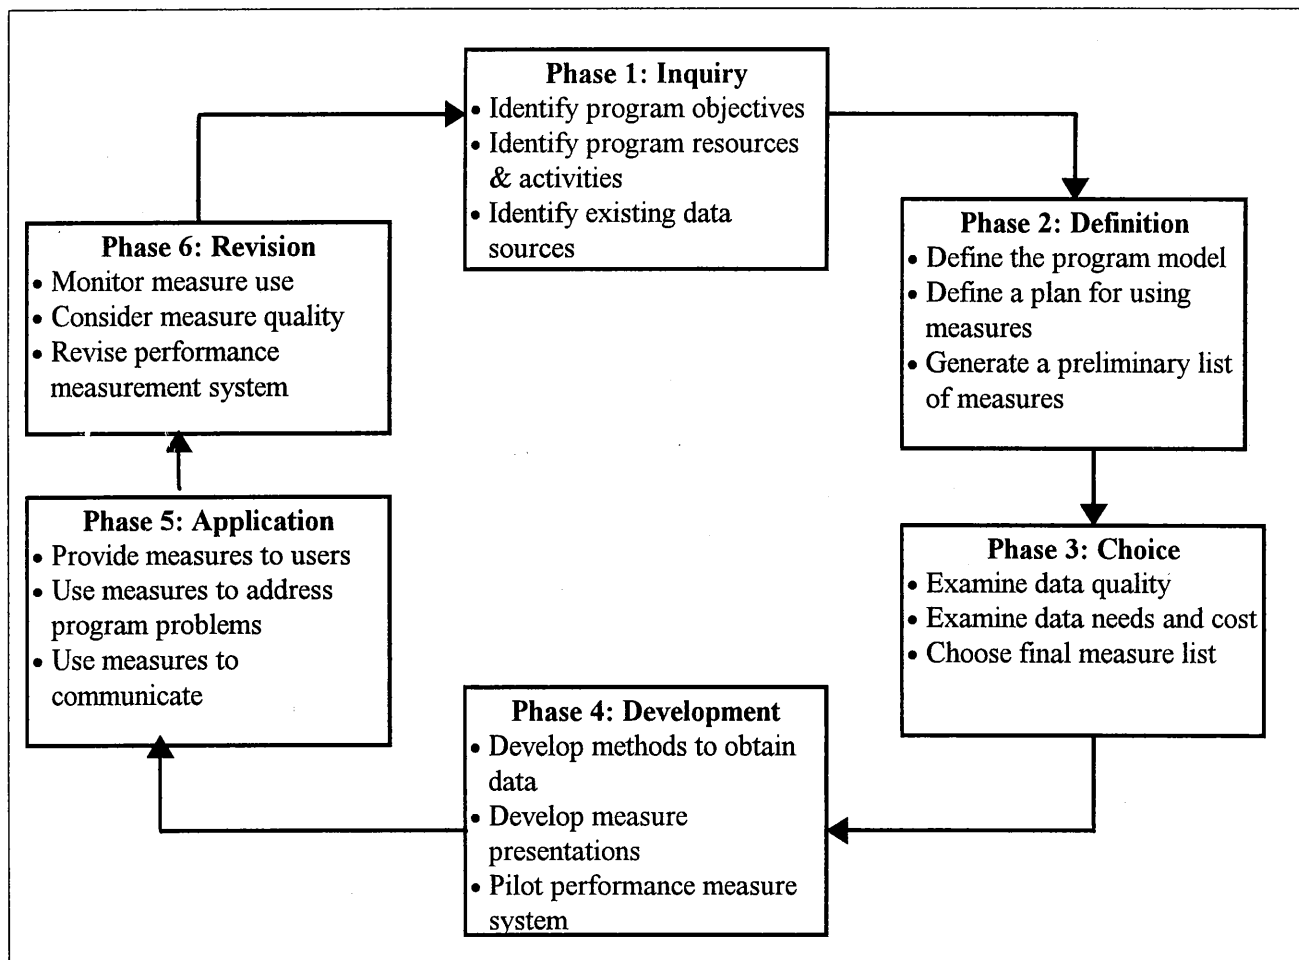 Phase 1: Inquiry
• Identify program objectives
• Identify program resources
& activities
• Identify existing data
sources
Phase 2: Definition
• Define the program model
• Define a plan for using
measures
• Generate a preliminary list
of measures
Phase 3: Choice
• Examine data quality
• Examine data needs and cost
• Choose final measure list
Phase 4: Development
• Develop methods to obtain
data
• Develop measure
presentations
• Pilot performance measure
system
Phase 5: Application
• Provide measures to users
• Use measures to address
program problems
• Use measures to
communicate
Phase 6: Revision
• Monitor measure use
• Consider measure quality
• Revise performance
measurement system